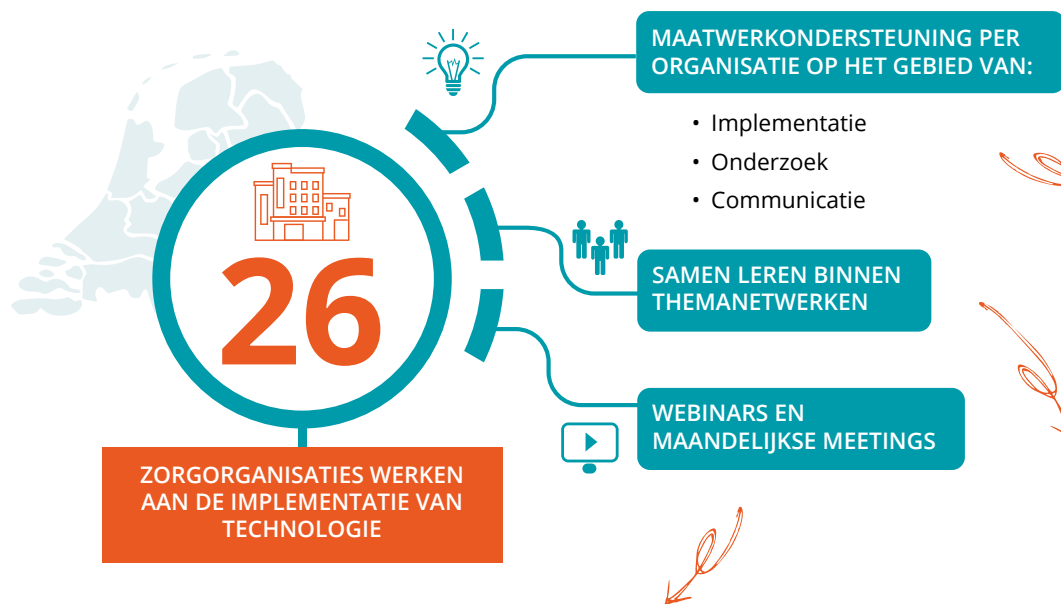 26
ZORGORGANISATIES WERKEN
AAN DE IMPLEMENTATIE VAN
TECHNOLOGIE
MAATWERKONDERSTEUNING PER
ORGANISATIE OP HET GEBIED VAN:
• Implementatie
• Onderzoek
• Communicatie
SAMEN LEREN BINNEN
THEMANETWERKEN
WEBINARS EN
MAANDELIJKSE MEETINGS